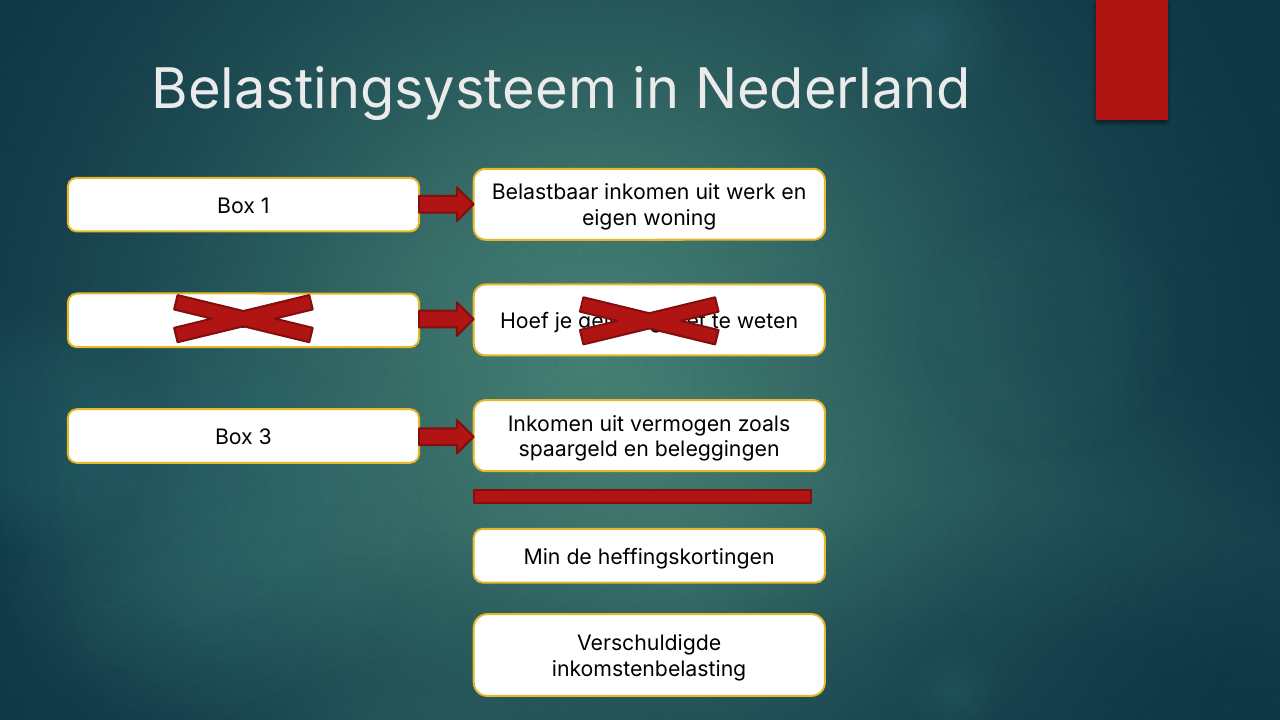 Belastingsysteem in Nederland
Box 1
Belastbaar inkomen uit werk en
eigen woning
Hoef je te weten
Box 3
Inkomen uit vermogen zoals
spaargeld en beleggingen
Min de heffingskortingen
Verschuldigde
inkomstenbelasting